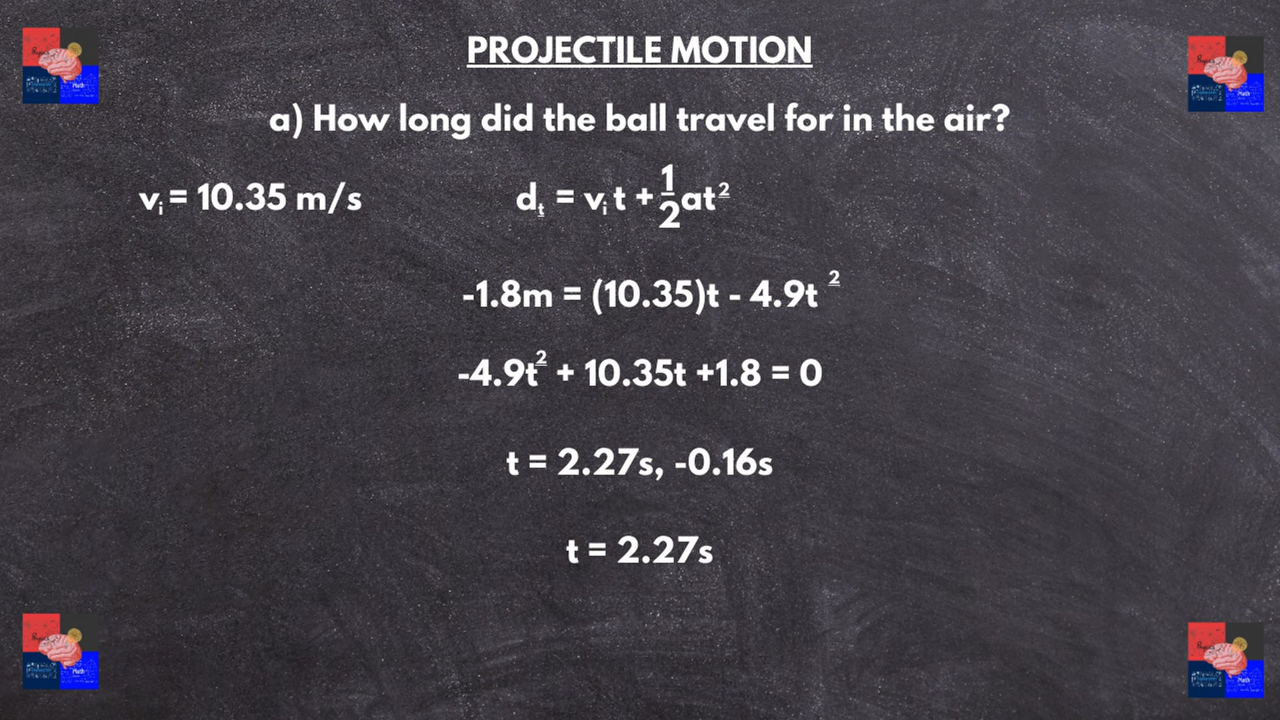 PROJECTILE MOTION
a) How long did the ball travel for in the air?
vᵢ = 10.35 m/s
dₜ = vᵢ t + 1/2 at²
-1.8m = (10.35)t - 4.9t ²
-4.9t² + 10.35t +1.8 = 0
t = 2.27s, -0.16s
t = 2.27s